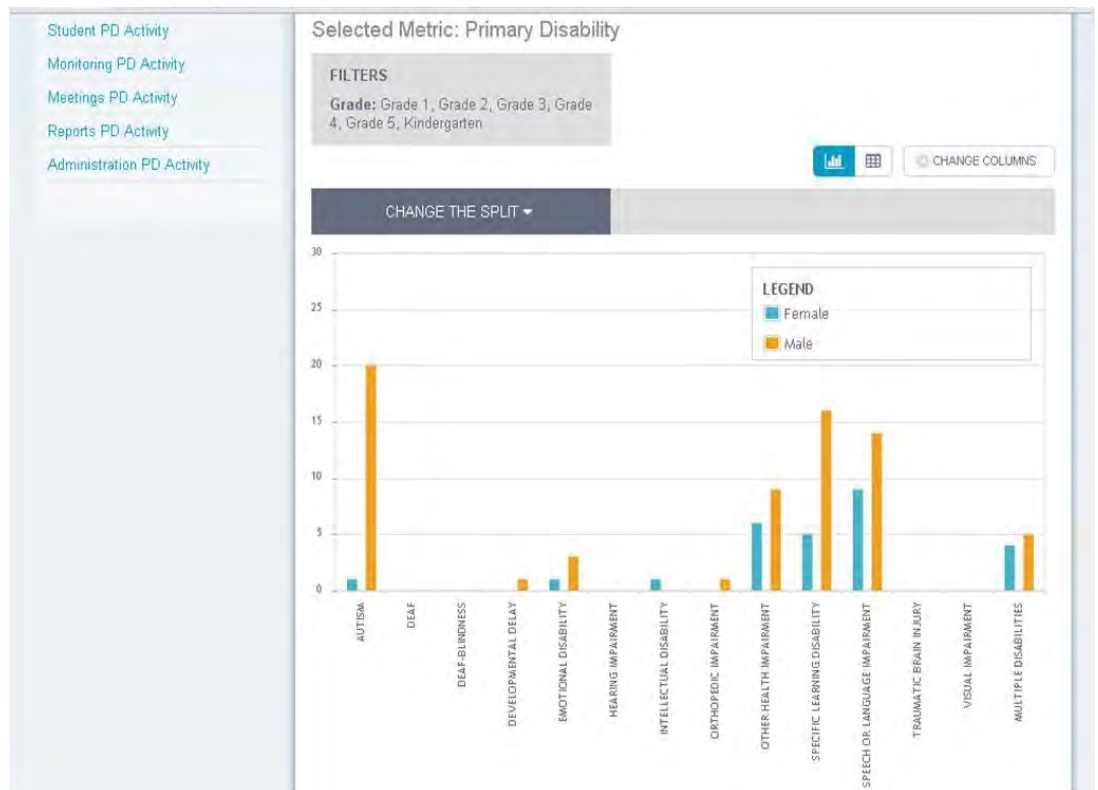 Student PD Activity
Monitoring PD Activity
Meetings PD Activity
Reports PD Activity
Administration PD Activity
Selected Metric: Primary Disability
FILTERS
Grade: Grade 1, Grade 2, Grade 3, Grade
4, Grade 5, Kindergarten
CHANGE COLUMNS
CHANGE THE SPLIT
30
25
20
15
10
5
0
LEGEND
Female
Male
AUTISM
DEAF
DEAF-BLINDNESS
DEVELOPMENTAL DELAY
EMOTIONAL DISABILITY
HEARING IMPAIRMENT
INTELLECTUAL DISABILITY
ORTHOPEDIC IMPAIRMENT
OTHER HEALTH IMPAIRMENT
SPECIFIC LEARNING DISABILITY
SPEECH OR LANGUAGE IMPAIRMENT
TRAUMATIC BRAIN INJURY
VISUAL IMPAIRMENT
MULTIPLE DISABILITIES